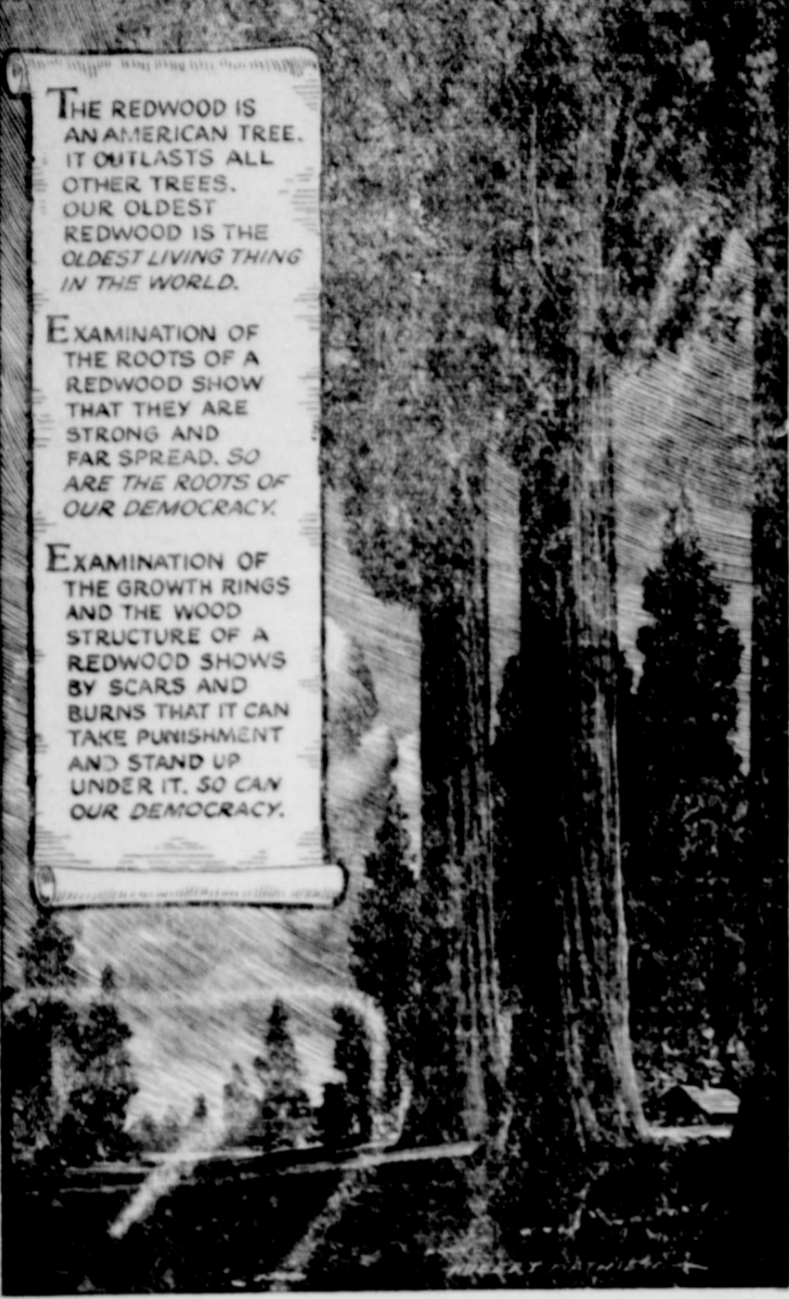 THE REDWOOD IS
AN AMERICAN TREE.
IT OUTLASTS ALL
OTHER TREES.
OUR OLDEST
REDWOOD IS THE
OLDEST LIVING THING
IN THE WORLD.
EXAMINATION OF
THE ROOTS OF A
REDWOOD SHOW
THAT THEY ARE
STRONG AND
FAR SPREAD. SO
ARE THE ROOTS OF
OUR DEMOCRACY.
EXAMINATION OF
THE GROWTH RINGS
AND THE WOOD
STRUCTURE OF A
REDWOOD SHOWS
BY SCARS AND
BURNS THAT IT CAN
TAKE PUNISHMENT
AND STAND UP
UNDER IT. SO CAN
OUR DEMOCRACY.